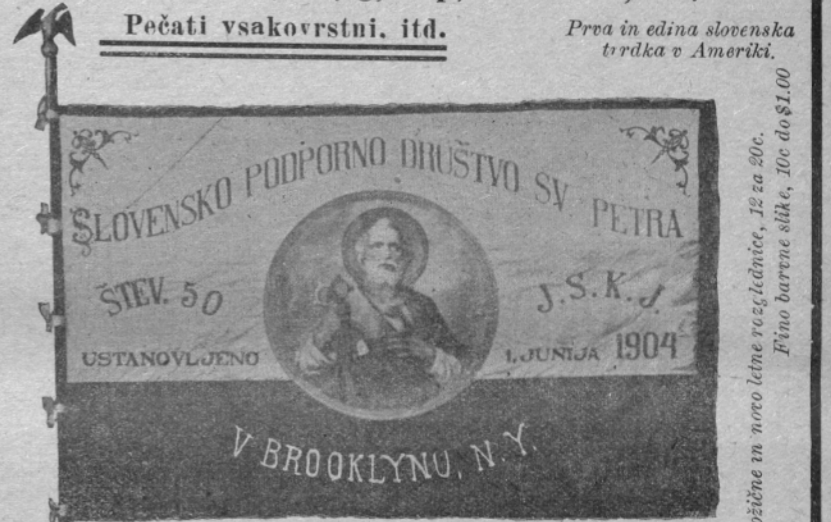 Pečati vsakovrstni, itd.
Prva in edina slovenska
tvrdka v Ameriki.
SLOVENSKO PODPORNO DRUŠTVO SV. PETRA
ŠTEV. 50
J.S.K.J.
USTANOVLJENO
1. JUNIJA 1904
V BROOKLYNU, N.Y.
in novo letne razglednice, 12 za 20c.
Fino barvne slike, 10c do $1.00